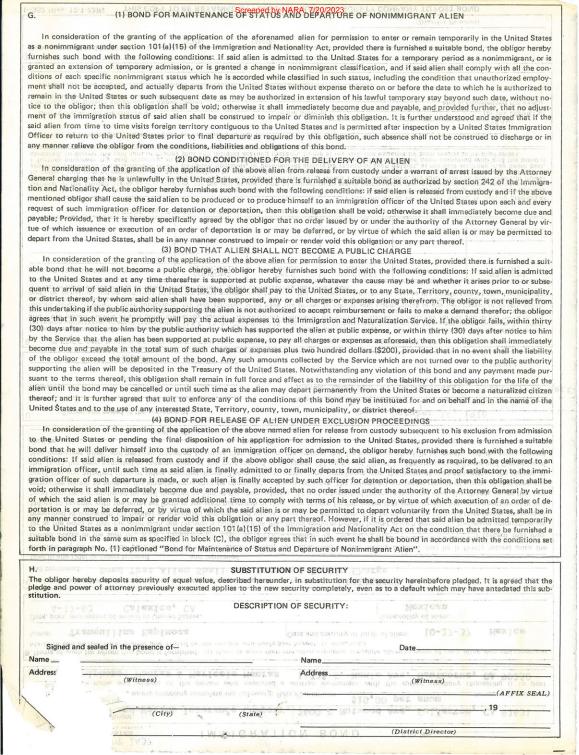 Screened by NARA, 7/20/2023
G. (1) BOND FOR MAINTENANCE OF STATUS AND DEPARTURE OF NONIMMIGRANT ALIEN
In consideration of the granting of the application of the aforenamed alien for permission to enter or remain temporarily in the United States
as a nonimmigrant under section 101(a)(15) of the Immigration and Nationality Act, provided there is furnished a suitable bond, the obligor hereby
furnishes such bond with the following conditions: If said alien is admitted to the United States for a temporary period as a nonimmigrant, or is
granted an extension of temporary admission, or is granted a change in nonimmigrant classification, and if said alien shall comply with all the con-
ditions of each specific nonimmigrant status which he is accorded while classified in such status, including the condition that unauthorized employ-
ment shall not be accepted, and actually departs from the United States without expense thereto on or before the date to which he is authorized to
remain in the United States or such subsequent date as may be authorized in extension of his lawful temporary stay beyond such date, without no-
tice to the obligor; then this obligation shall be void; otherwise it shall immediately become due and payable, and provided further, that no adjust-
ment of the immigration status of said alien shall be construed to impair or diminish this obligation. It is further understood and agreed that if the
said alien from time to time visits foreign territory contiguous to the United States and is permitted after inspection by a United States Immigration
Officer to return to the United States prior to final departure as required by this obligation, such absence shall not be construed to discharge or in
any manner relieve the obligor from the conditions, liabilities and obligations of this bond.
(2) BOND CONDITIONED FOR THE DELIVERY OF AN ALIEN
In consideration of the granting of the application of the above alien for release from custody under a warrant of arrest issued by the Attorney
General charging that he is unlawfully in the United States, provided there is furnished a suitable bond as authorized by section 242 of the Immigra-
tion and Nationality Act, the obligor hereby furnishes such bond with the following conditions: if said alien is released from custody and if the above
mentioned obligor shall cause the said alien to be produced or to produce himself to an immigration officer of the United States upon each and every
request of such immigration officer for detention or deportation, then this obligation shall be void; otherwise it shall immediately become due and
payable; Provided, that it is hereby specifically agreed by the obligor that no order issued by or under the authority of the Attorney General by vir-
tue of which issuance or execution of an order of deportation is or may be deferred, or by virtue of which the said alien is or may be permitted to
depart from the United States, shall be in any manner construed to impair or render void this obligation or any part thereof.
(3) BOND THAT ALIEN SHALL NOT BECOME A PUBLIC CHARGE
In consideration of the granting of the application of the above alien for permission to enter the United States, provided there is furnished a suit-
able bond that he will not become a public charge, the obligor hereby furnishes such bond with the following conditions: If said alien is admitted
to the United States and at any time thereafter is supported at public expense, whatever the cause may be and whether it arises prior to or subse-
quent to arrival of said alien in the United States, the obligor shall pay to the United States, or to any State, Territory, county, town, municipality,
or district thereof, by whom said alien shall have been supported, any or all charges or expenses arising therefrom. The obligor is not relieved from
this undertaking if the public authority supporting the alien is not authorized to accept reimbursement or fails to make a demand therefor; the obligor
agrees that in such event he promptly will pay the actual expenses to the Immigration and Naturalization Service. If the obligor fails, within thirty
(30) days after notice to him by the public authority which has supported the alien at public expense, or within thirty (30) days after notice to him
by the Service that the alien has been supported at public expense, to pay all charges or expenses as aforesaid, then this obligation shall immediately
become due and payable in the total sum of such charges or expenses plus two hundred dollars ($200), provided that in no event shall the liability
of the obligor exceed the total amount of the bond. Any such amounts collected by the Service which are not turned over to the public authority
supporting the alien will be deposited in the Treasury of the United States. Notwithstanding any violation of this bond and any payment made pur-
suant to the terms thereof, this obligation shall remain in full force and effect as to the remainder of the liability of this obligation for the life of the
alien until the bond may be cancelled or until such time as the alien may depart permanently from the United States or become a naturalized citizen
thereof; and it is further agreed that suit to enforce any of the conditions of this bond may be instituted for and on behalf and in the name of the
United States and to the use of any interested State, Territory, county, town, municipality, or district thereof.
(4) BOND FOR RELEASE OF ALIEN UNDER EXCLUSION PROCEEDINGS
In consideration of the granting of the application of the above named alien for release from custody subsequent to his exclusion from admission
to the United States or pending the final disposition of his application for admission to the United States, provided there is furnished a suitable
bond that he will deliver himself into the custody of an immigration officer on demand, the obligor hereby furnishes such bond with the following
conditions: If said alien is released from custody and if the above obligor shall cause the said alien, as frequently as required, to be delivered to an
immigration officer, until such time as said alien is finally admitted to or finally departs from the United States and proof satisfactory to the immi-
gration officer of such departure is made, or such alien is finally accepted by such officer for detention or deportation, then this obligation shall be
void; otherwise it shall immediately become due and payable, provided, that no order issued under the authority of the Attorney General by virtue
of which the said alien is or may be granted additional time to comply with terms of his release, or by virtue of which execution of an order of de-
portation is or may be deferred, or by virtue of which said alien is or may be permitted to depart voluntarily from the United States, shall be in
any manner construed to impair or render void this obligation or any part thereof. However, if it is ordered that said alien be admitted temporarily
to the United States as a nonimmigrant under section 101(a)(15) of the Immigration and Nationality Act on the condition that there be furnished a
suitable bond in the same sum as specified in block (C), the obligor agrees that in such event he shall be bound in accordance with the conditions set
forth in paragraph No. (1) captioned "Bond for Maintenance of Status and Departure of Nonimmigrant Alien".
H. SUBSTITUTION OF SECURITY
The obligor hereby deposits security of equal value, described hereunder, in substitution for the security hereinbefore pledged. It is agreed that the
pledge and power of attorney previously executed applies to the new security completely, even as to a default which may have antedated this sub-
stitution.
DESCRIPTION OF SECURITY:
Signed and sealed in the presence of— Date
Name Name
Address Address
(Witness) (Witness)
(AFFIX SEAL)
, 19
(City) (State)
(District Director)